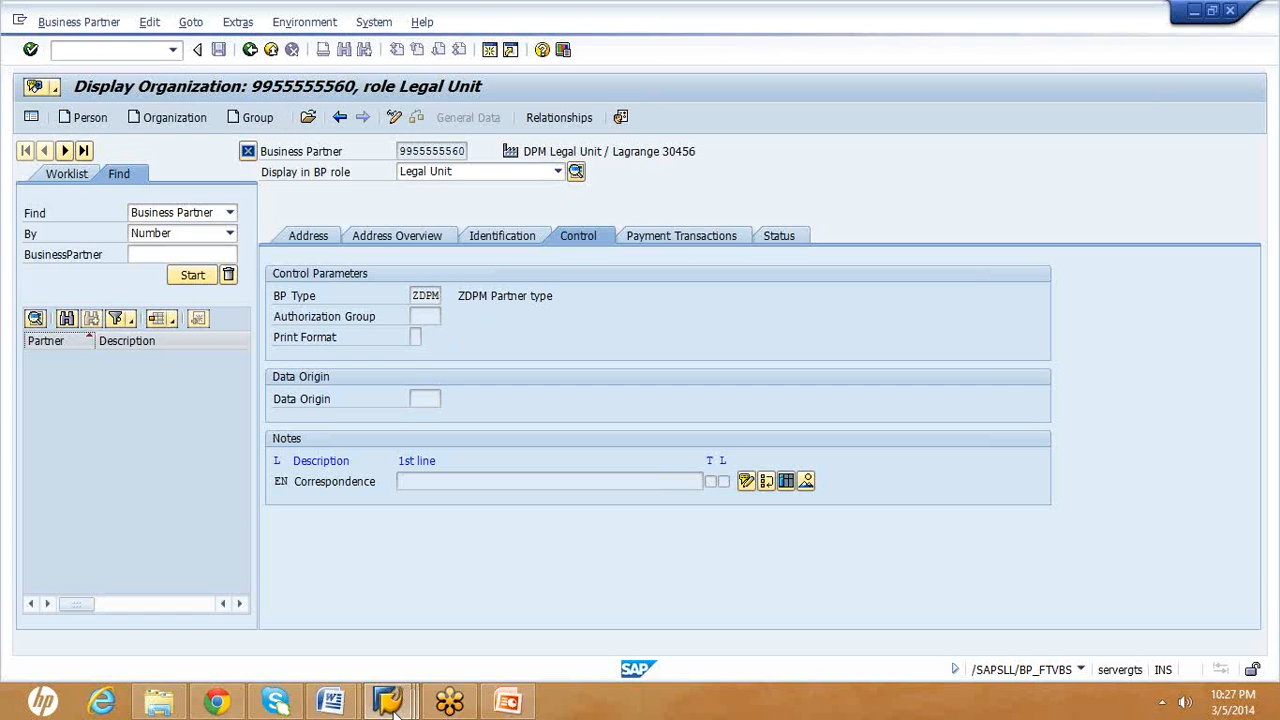 Business Partner Edit Goto Extras Environment System Help
Display Organization: 9955555560, role Legal Unit
Person Organization Group General Data Relationships
Business Partner 9955555560 DPM Legal Unit / Lagrange 30456
Worklist Find
Display in BP role Legal Unit
Find Business Partner
By Number
BusinessPartner
Start
Partner Description
Address Address Overview Identification Control Payment Transactions Status
Control Parameters
BP Type ZDPM ZDPM Partner type
Authorization Group
Print Format
Data Origin
Data Origin
Notes
L Description 1st line T L
EN Correspondence
SAP
/SAPSLL/BP_FTVBS servergts INS
hp
10:27 PM
3/5/2014